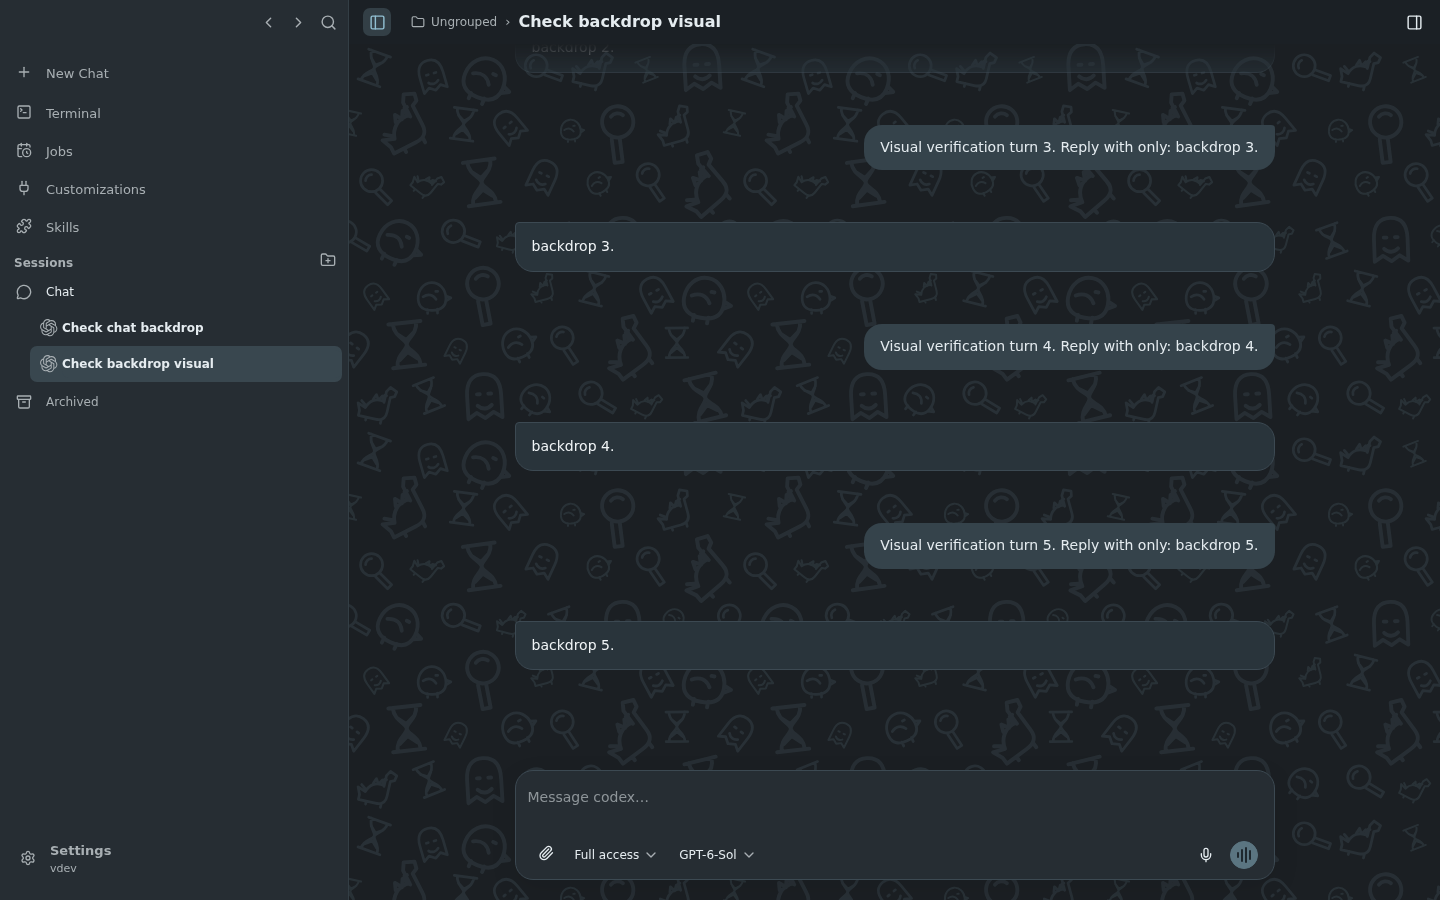 Ungrouped › Check backdrop visual
New Chat
Terminal
Jobs
Customizations
Skills
Sessions
Chat
Check chat backdrop
Check backdrop visual
Archived
Settings
vdev
backdrop 2.
Visual verification turn 3. Reply with only: backdrop 3.
backdrop 3.
Visual verification turn 4. Reply with only: backdrop 4.
backdrop 4.
Visual verification turn 5. Reply with only: backdrop 5.
backdrop 5.
Message codex...
Full access
GPT-6-Sol